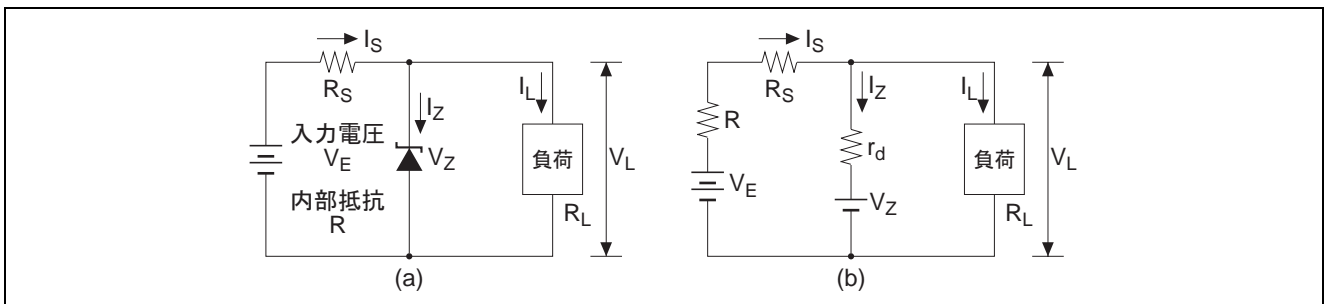 I_S
R_S
I_Z
入力電圧
V_E
V_Z
内部抵抗
R
I_L
負荷
R_L
V_L
(a)
I_S
R_S
R
V_E
I_Z
r_d
V_Z
I_L
負荷
R_L
V_L
(b)